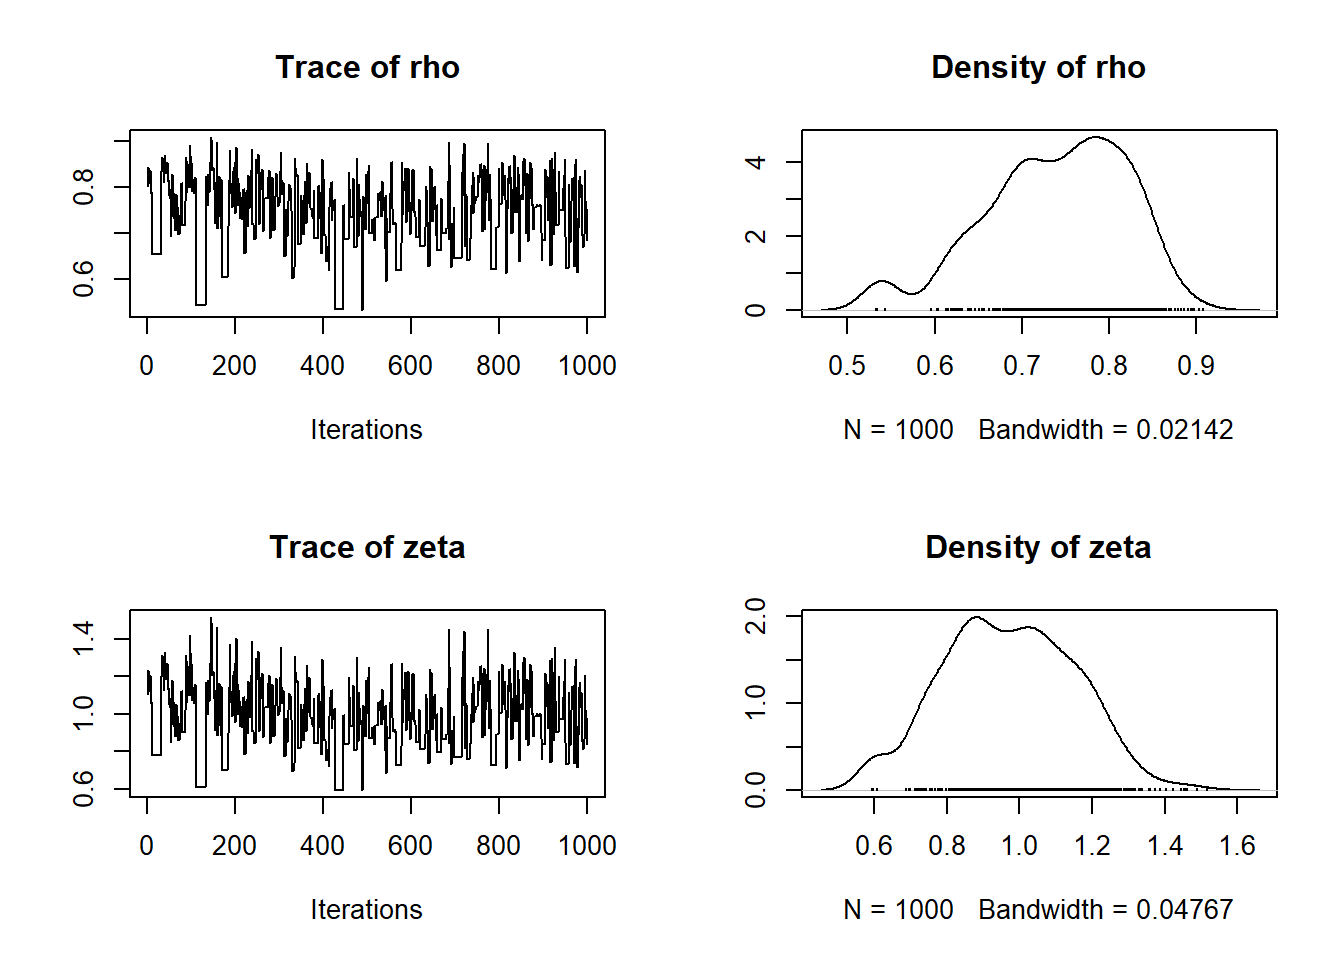 Trace of rho
0.6 0.8
0 200 400 600 800 1000
Iterations
Density of rho
0 2 4
0.5 0.6 0.7 0.8 0.9
N = 1000 Bandwidth = 0.02142
Trace of zeta
0.6 1.0 1.4
0 200 400 600 800 1000
Iterations
Density of zeta
0.0 1.0 2.0
0.6 0.8 1.0 1.2 1.4 1.6
N = 1000 Bandwidth = 0.04767